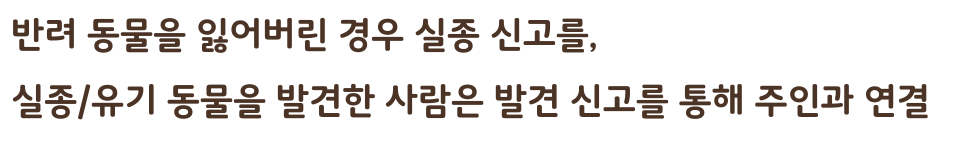 반려 동물을 잃어버린 경우 실종 신고를,
실종/유기 동물을 발견한 사람은 발견 신고를 통해 주인과 연결